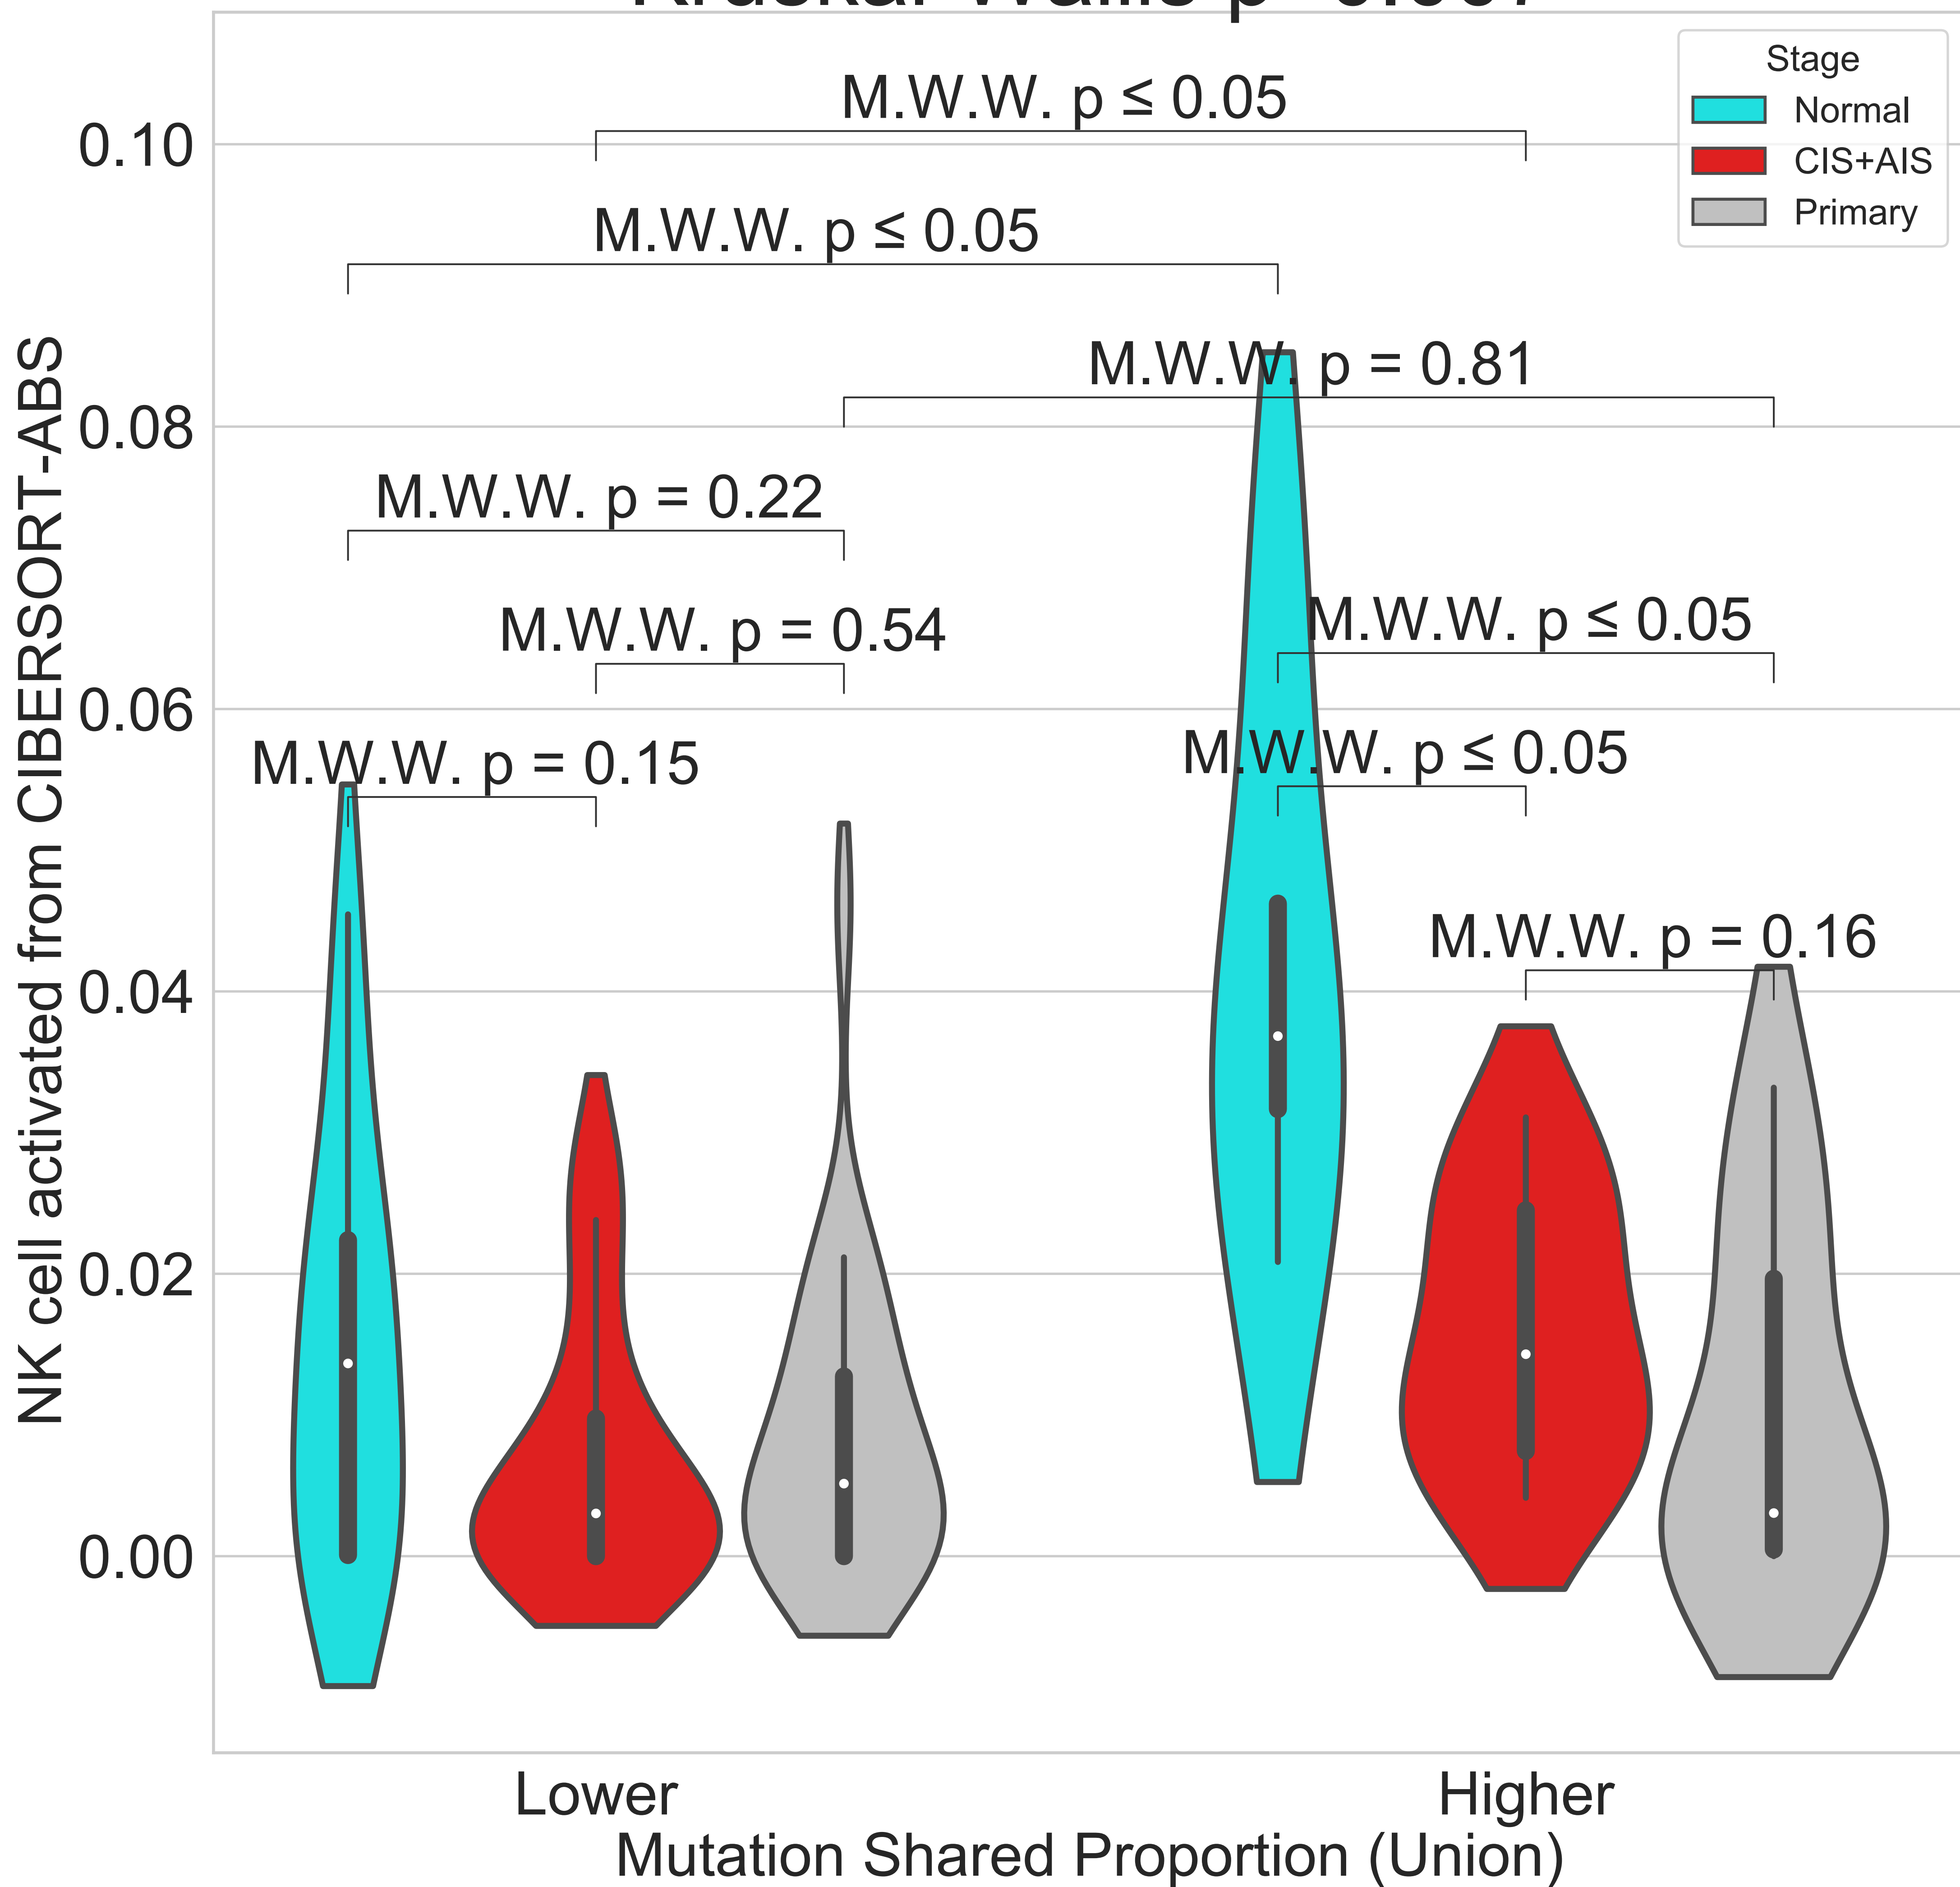 Stage
Normal
CIS+AIS
Primary
M.W.W. p ≤ 0.05
M.W.W. p ≤ 0.05
M.W.W. p = 0.81
M.W.W. p = 0.22
M.W.W. p = 0.54
M.W.W. p ≤ 0.05
M.W.W. p = 0.15
M.W.W. p ≤ 0.05
M.W.W. p = 0.16
0.10
0.08
0.06
0.04
0.02
0.00
NK cell activated from CIBERSORT-ABS
Lower
Higher
Mutation Shared Proportion (Union)